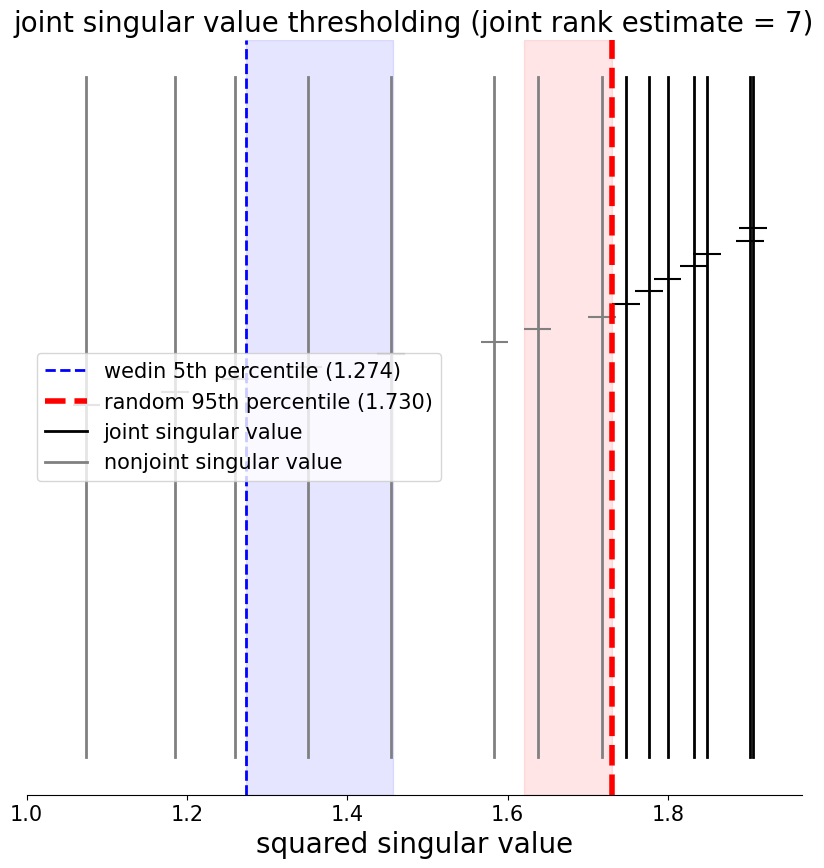 joint singular value thresholding (joint rank estimate = 7)
wedin 5th percentile (1.274)
random 95th percentile (1.730)
joint singular value
nonjoint singular value
1.0 1.2 1.4 1.6 1.8
squared singular value